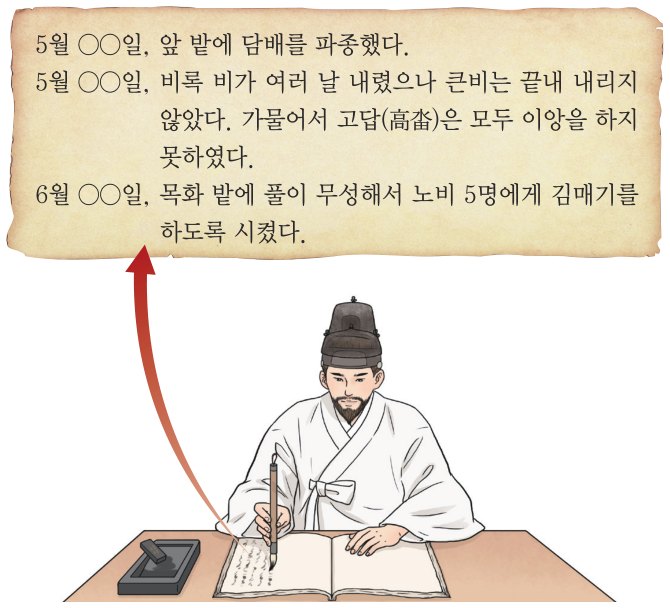 5월 ○○일, 앞 밭에 담배를 파종했다.
5월 ○○일, 비록 비가 여러 날 내렸으나 큰비는 끝내 내리지
않았다. 가물어서 고답(高畓)은 모두 이앙을 하지
못하였다.
6월 ○○일, 목화 밭에 풀이 무성해서 노비 5명에게 김매기를
하도록 시켰다.